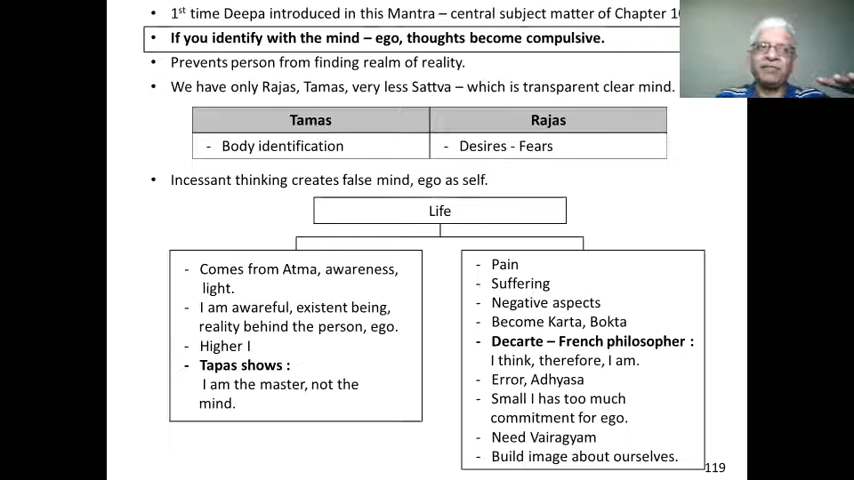 • 1st time Deepa introduced in this Mantra – central subject matter of Chapter
• If you identify with the mind – ego, thoughts become compulsive.
• Prevents person from finding realm of reality.
• We have only Rajas, Tamas, very less Sattva – which is transparent clear mind.
Tamas
Rajas
- Body identification
- Desires - Fears
• Incessant thinking creates false mind, ego as self.
Life
- Comes from Atma, awareness,
light.
- I am awareful, existent being,
reality behind the person, ego.
- Higher I
- Tapas shows :
I am the master, not the
mind.
- Pain
- Suffering
- Negative aspects
- Become Karta, Bokta
- Decarte – French philosopher :
I think, therefore, I am.
- Error, Adhyasa
- Small I has too much
commitment for ego.
- Need Vairagyam
- Build image about ourselves.
119